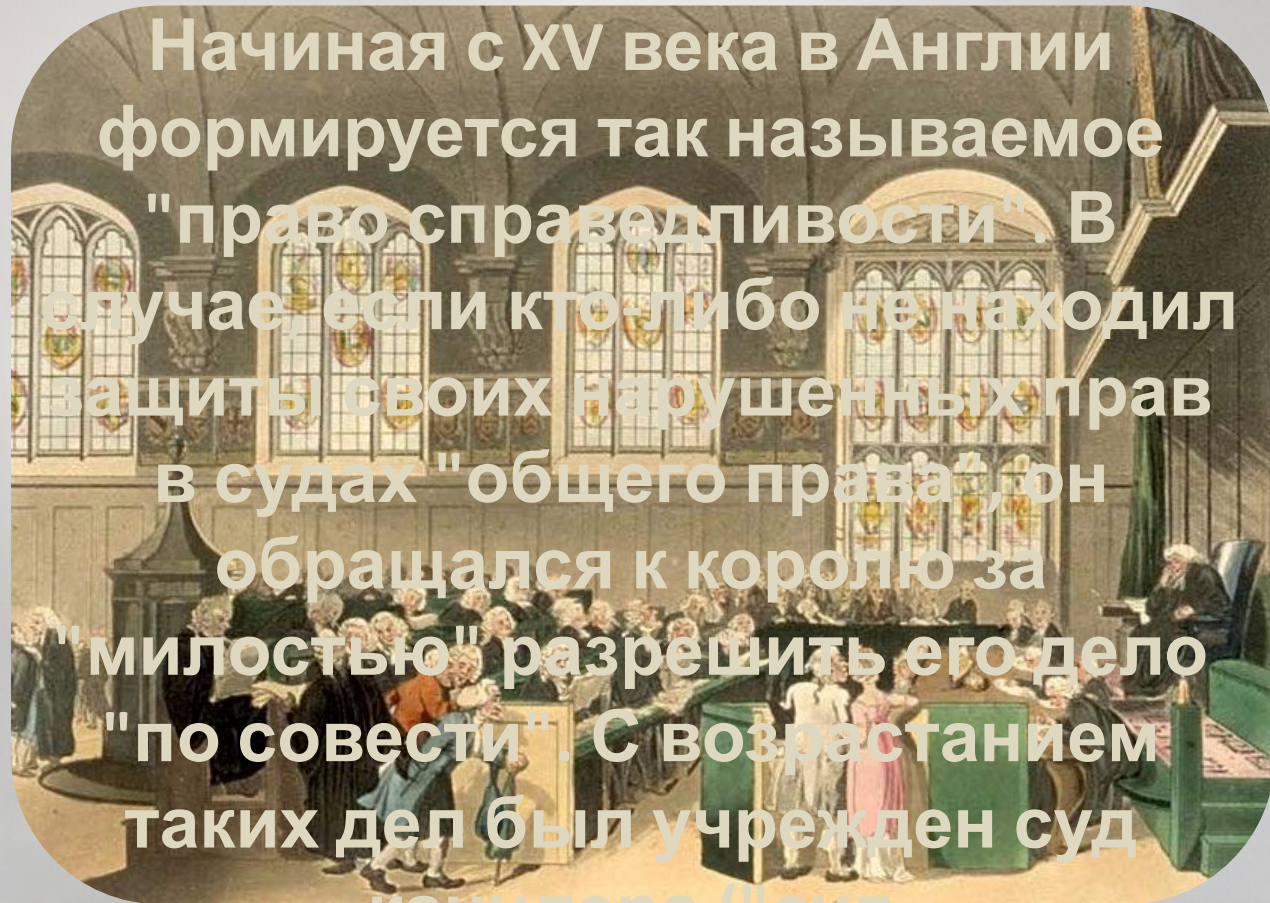 Начиная с XV века в Англии
формируется так называемое
"право справедливости". В
случае, если кто-либо не находил
защиты своих нарушенных прав
в судах "общего права", он
обращался к королю за
"милостью" разрешить его дело
"по совести". С возрастанием
таких дел был учрежден суд
канцлера ("суд